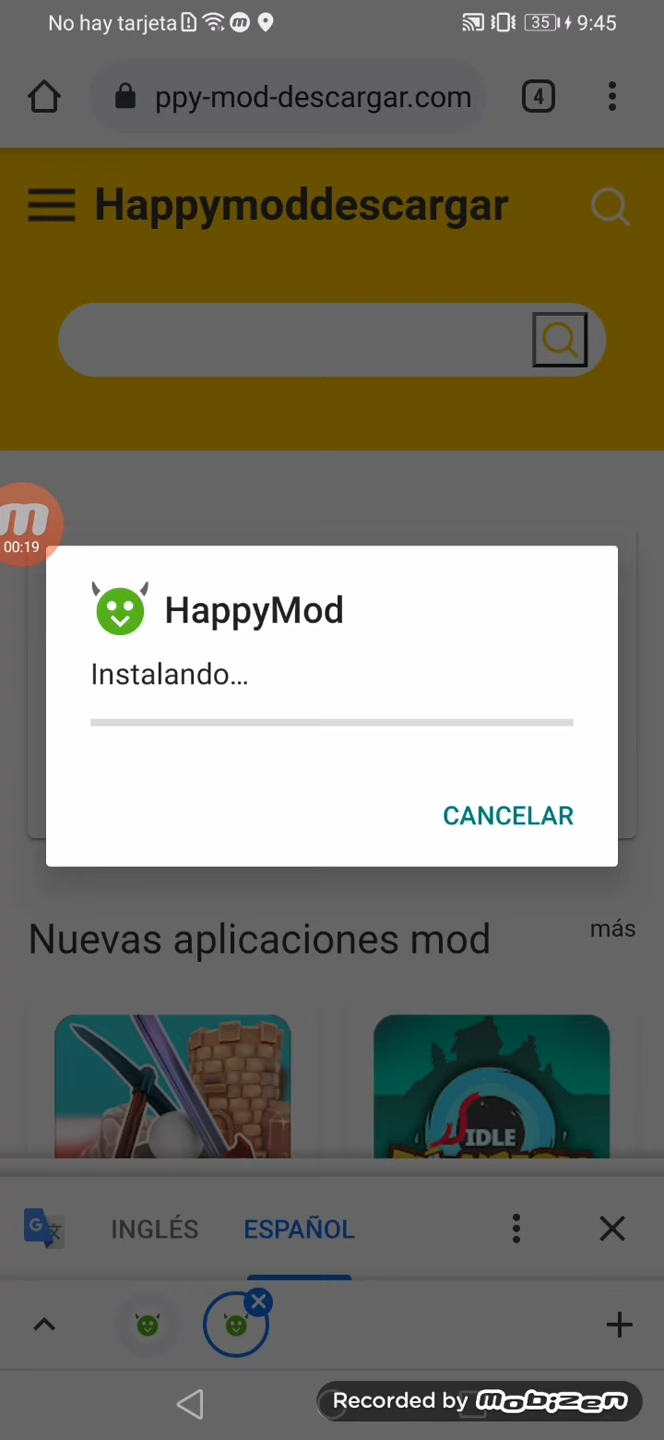 No hay tarjeta
35 9:45
ppy-mod-descargar.com
4
Happymoddescargar
m
00:19
HappyMod
Instalando...
CANCELAR
Nuevas aplicaciones mod
más
IDLE
INGLÉS ESPAÑOL
Recorded by mobizen